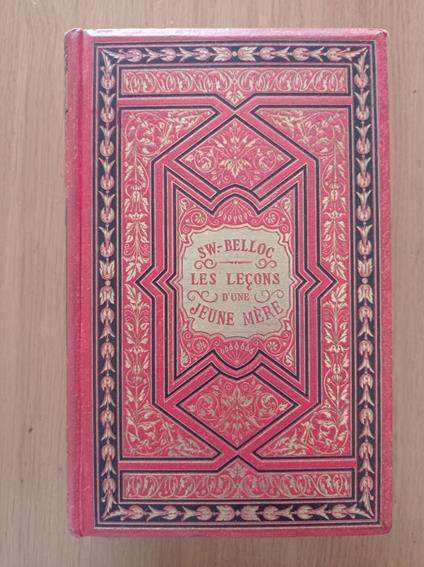 SW.-BELLOC
LES LEÇONS
D'UNE
JEUNE MÈRE